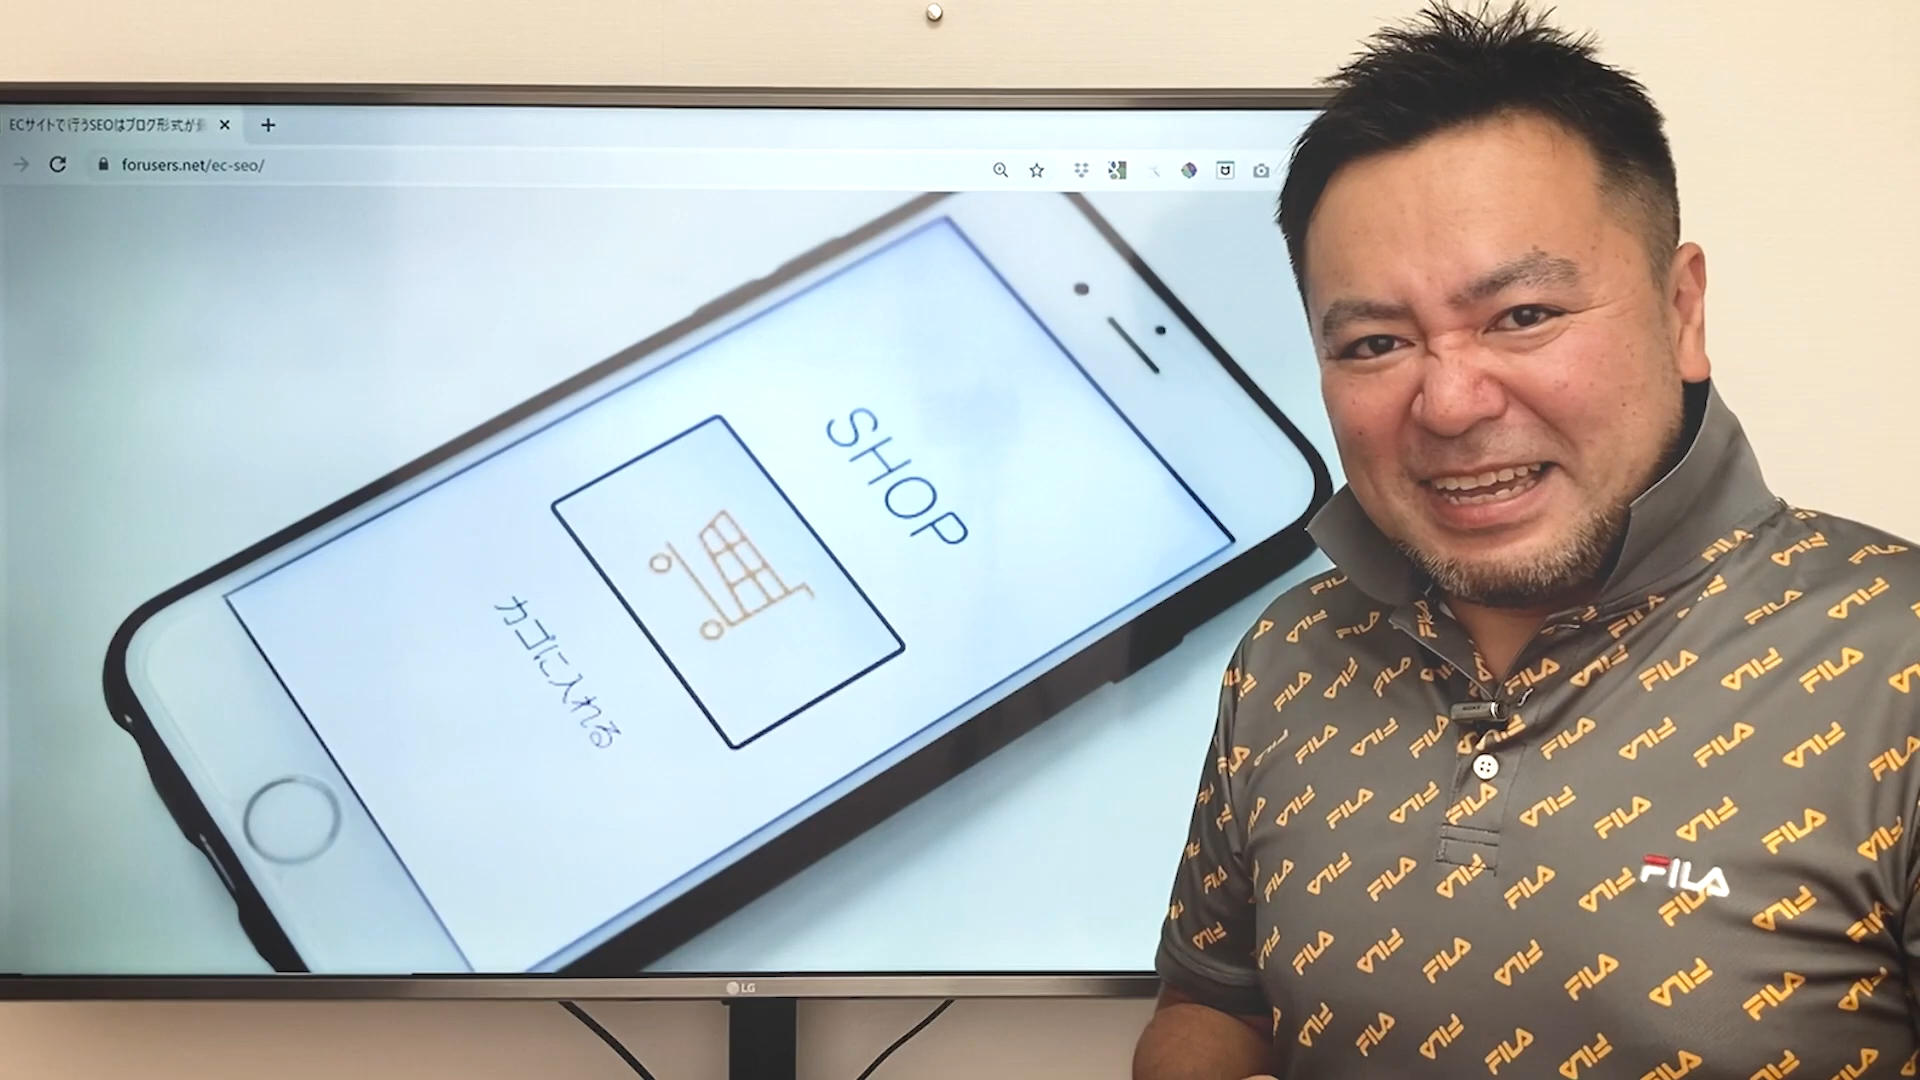 ECサイトで行うSEOはブログ形式が
forusers.net/ec-seo/
SHOP
カゴに入れる
LG
FILA